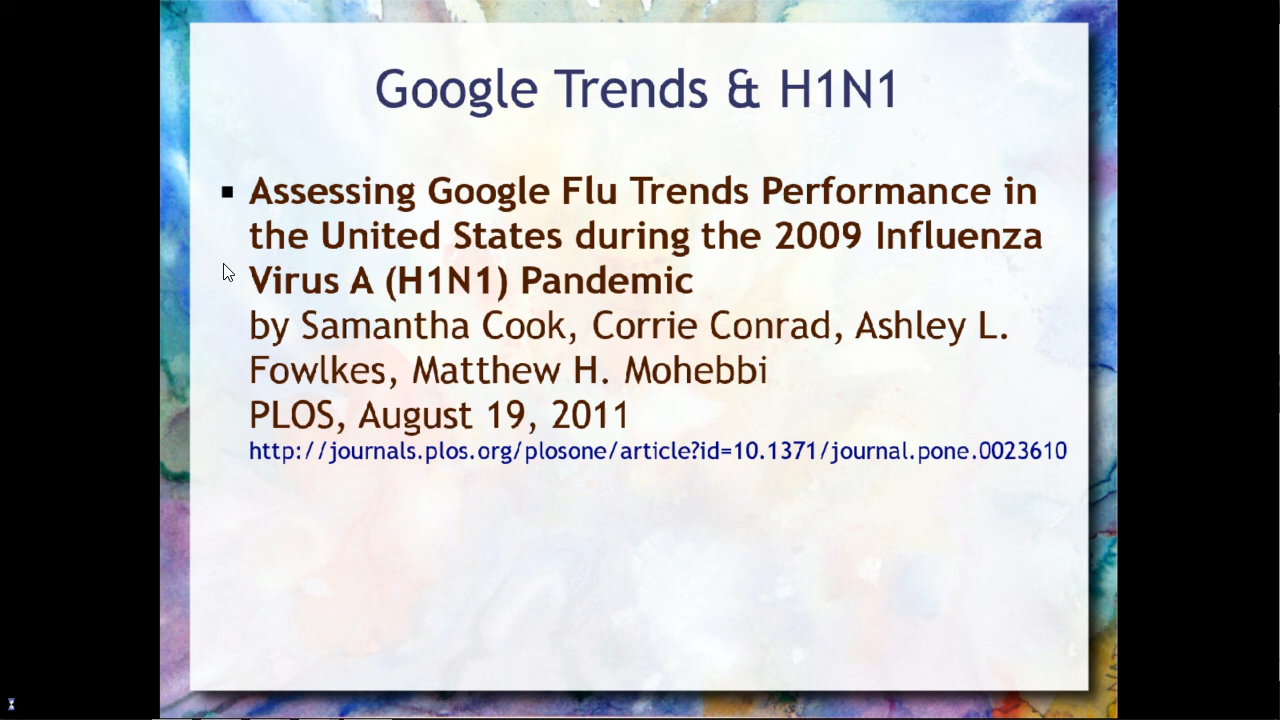 Google Trends & H1N1
Assessing Google Flu Trends Performance in
the United States during the 2009 Influenza
Virus A (H1N1) Pandemic
by Samantha Cook, Corrie Conrad, Ashley L.
Fowlkes, Matthew H. Mohebbi
PLOS, August 19, 2011
http://journals.plos.org/plosone/article?id=10.1371/journal.pone.0023610